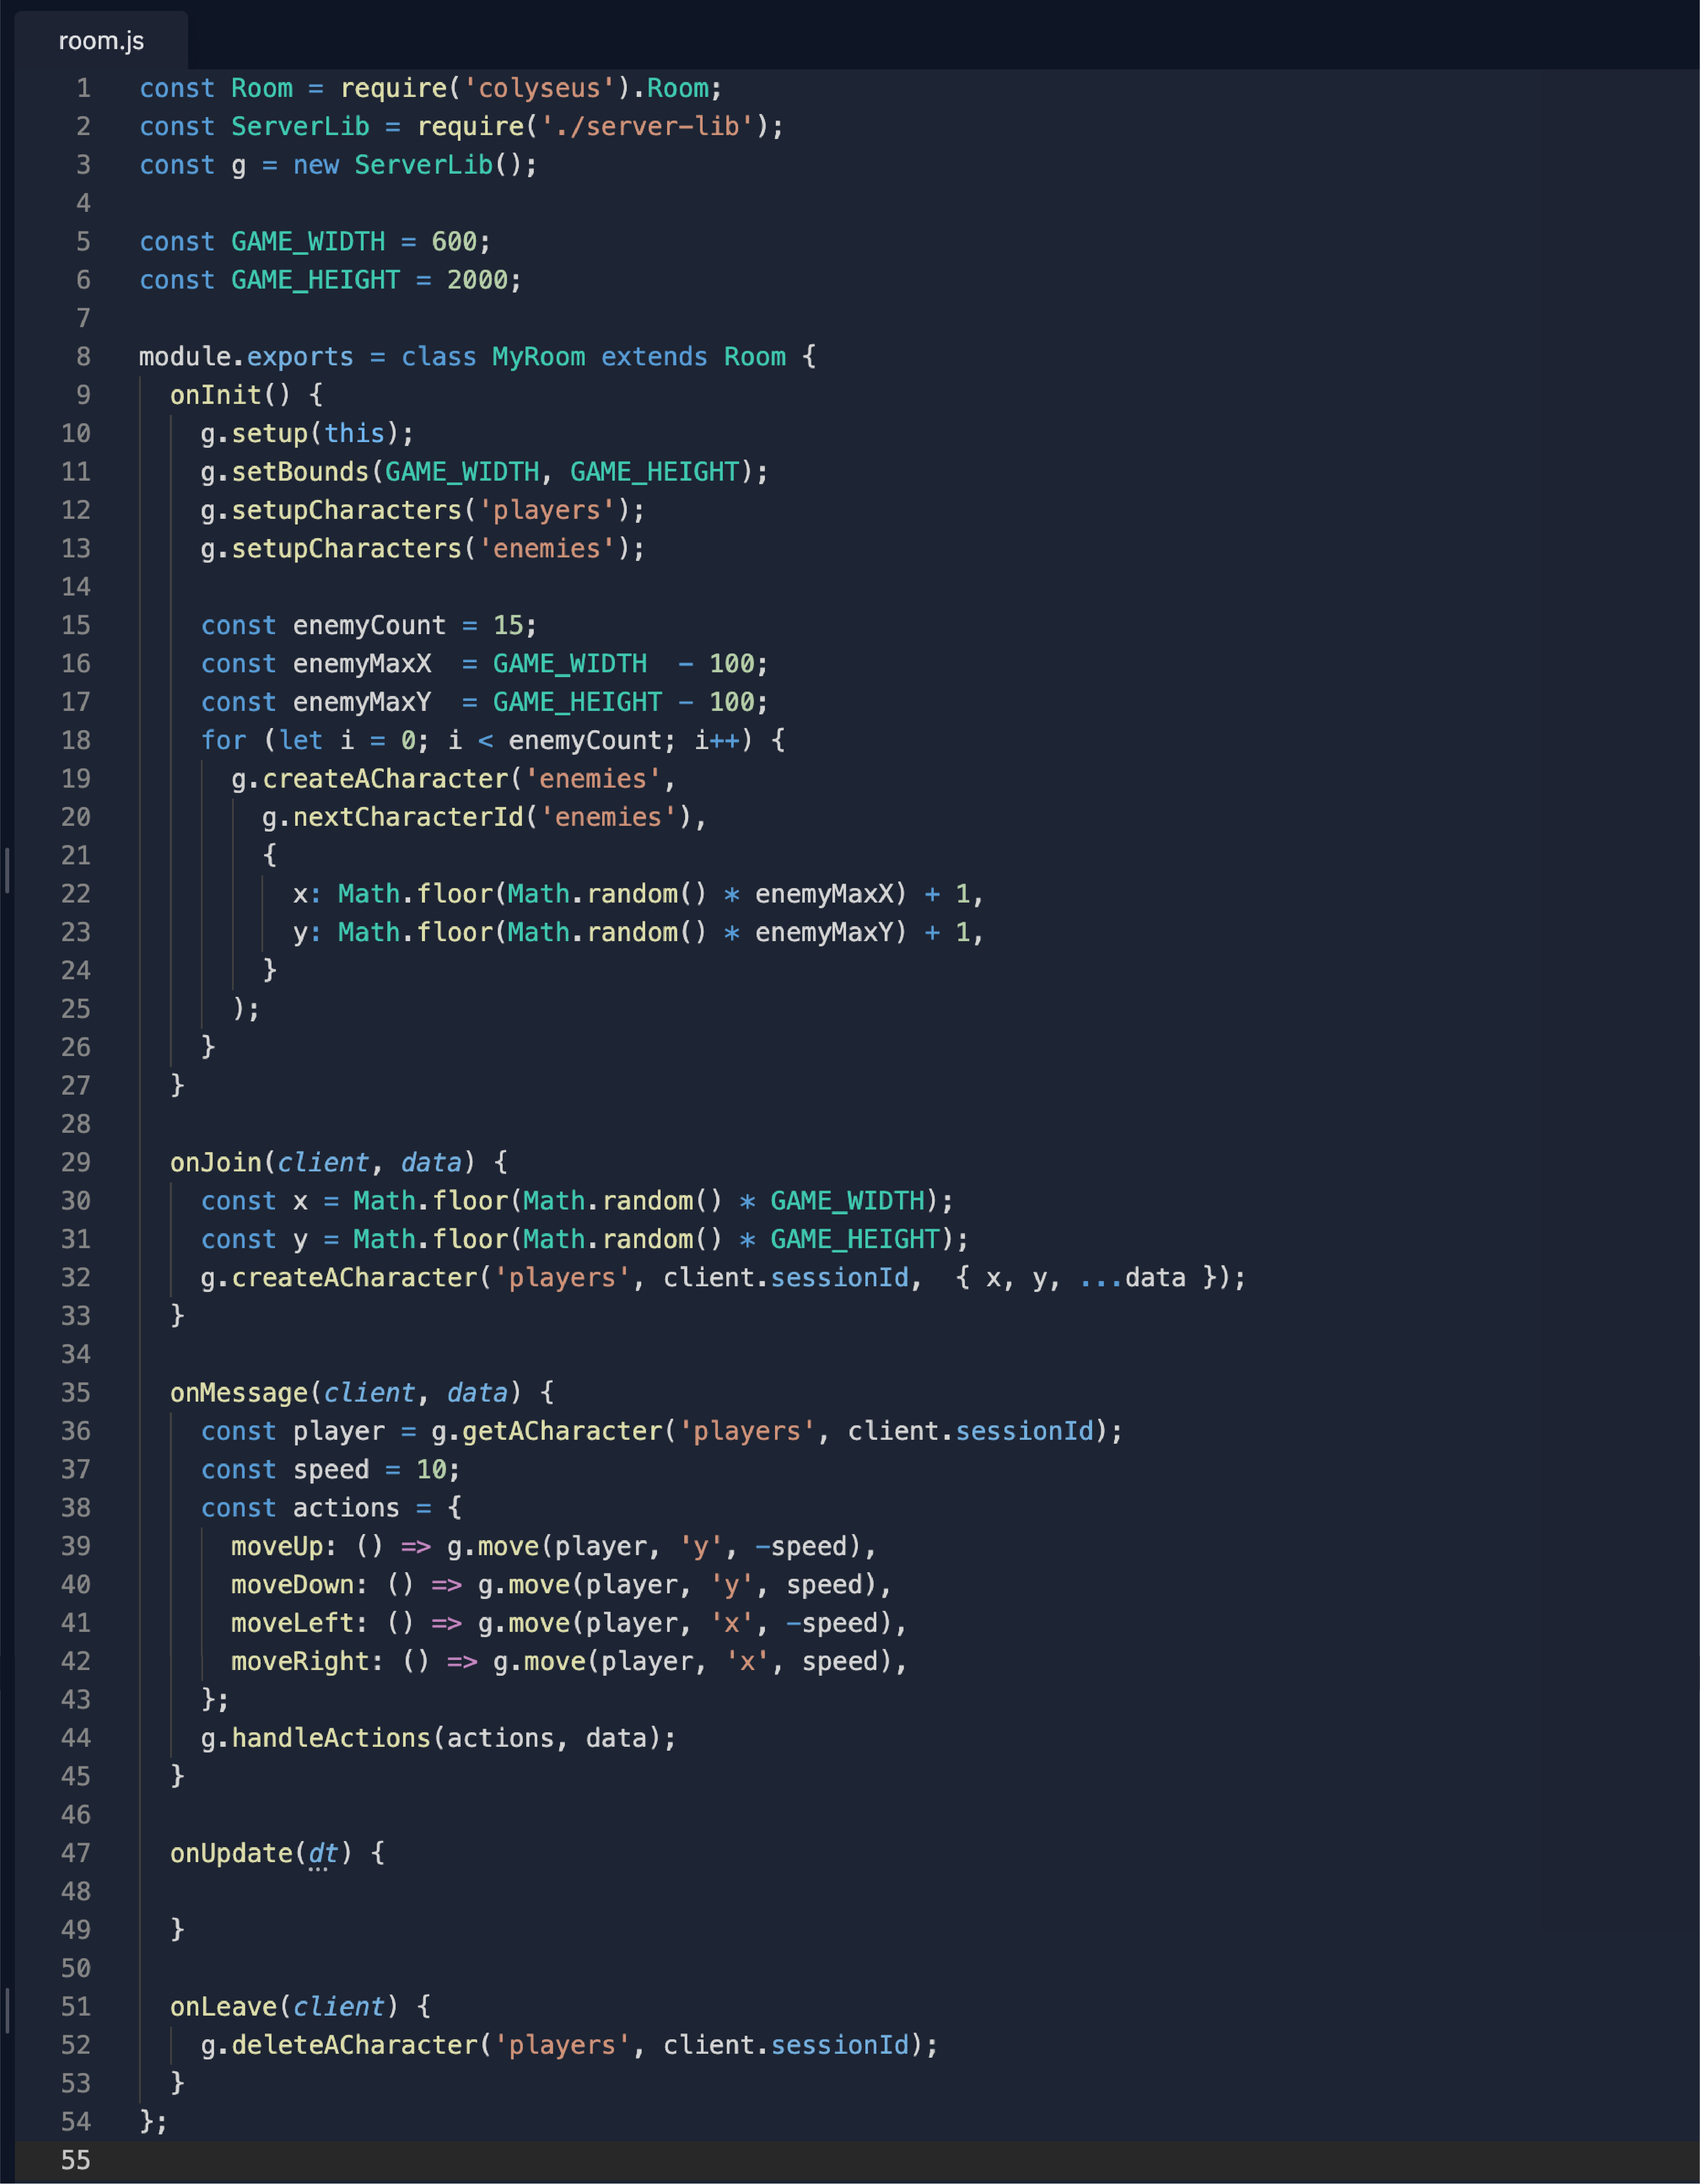 room.js
1 const Room = require('colyseus').Room;
2 const ServerLib = require('./server-lib');
3 const g = new ServerLib();
4
5 const GAME_WIDTH = 600;
6 const GAME_HEIGHT = 2000;
7
8 module.exports = class MyRoom extends Room {
9   onInit() {
10     g.setup(this);
11     g.setBounds(GAME_WIDTH, GAME_HEIGHT);
12     g.setupCharacters('players');
13     g.setupCharacters('enemies');
14
15     const enemyCount = 15;
16     const enemyMaxX  = GAME_WIDTH  - 100;
17     const enemyMaxY  = GAME_HEIGHT - 100;
18     for (let i = 0; i < enemyCount; i++) {
19       g.createACharacter('enemies',
20         g.nextCharacterId('enemies'),
21         {
22           x: Math.floor(Math.random() * enemyMaxX) + 1,
23           y: Math.floor(Math.random() * enemyMaxY) + 1,
24         }
25       );
26     }
27   }
28
29   onJoin(client, data) {
30     const x = Math.floor(Math.random() * GAME_WIDTH);
31     const y = Math.floor(Math.random() * GAME_HEIGHT);
32     g.createACharacter('players', client.sessionId,  { x, y, ...data });
33   }
34
35   onMessage(client, data) {
36     const player = g.getACharacter('players', client.sessionId);
37     const speed = 10;
38     const actions = {
39       moveUp: () => g.move(player, 'y', -speed),
40       moveDown: () => g.move(player, 'y', speed),
41       moveLeft: () => g.move(player, 'x', -speed),
42       moveRight: () => g.move(player, 'x', speed),
43     };
44     g.handleActions(actions, data);
45   }
46
47   onUpdate(dt) {
48
49   }
50
51   onLeave(client) {
52     g.deleteACharacter('players', client.sessionId);
53   }
54 };
55